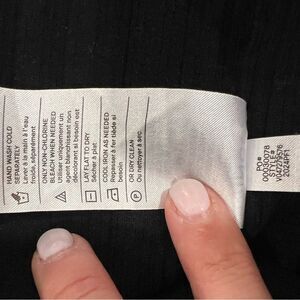 HAND WASH COLD
SEPARATELY
Laver à la main à l'eau
froide, séparément
ONLY NON-CHLORINE
BLEACH WHEN NEEDED
Utiliser uniquement un
agent blanchissant non
décolorant si besoin est
LAY FLAT TO DRY
Sécher à plat
COOL IRON AS NEEDED
Repasser à fer tiède si
besoin
OR DRY CLEAN
Ou nettoyer à sec.
P
PO#
STYLE#